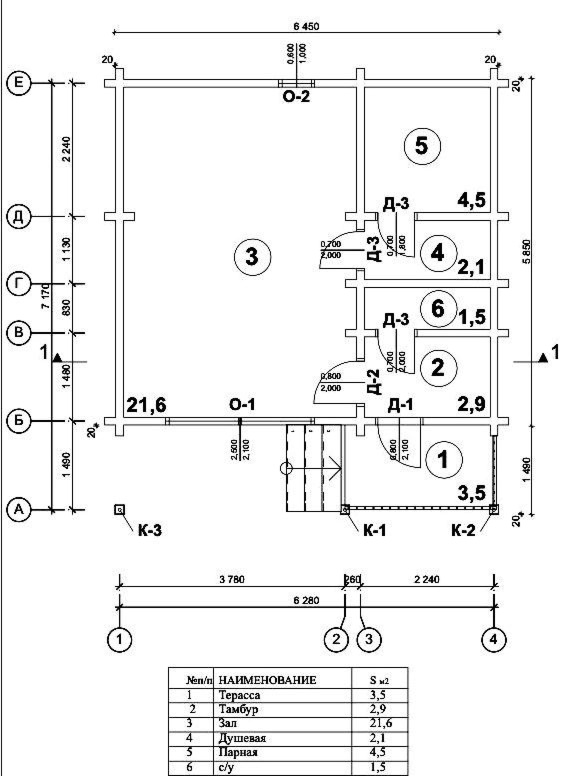 6 450
20
20
0,600
1,000
Е
О-2
20
5
2 240
4,5
Д-3
Д
0,700
2,000
Д-3
0,700
1,800
4
1 130
3
2,1
5 850
Г
7 170
6
830
1,5
Д-3
В
1
0,700
2,000
2
1
0,800
2,000
Д-2
1 480
21,6
О-1
Д-1
2,9
Б
20
2,500
2,100
0,800
2,100
1
1 490
1 490
3,5
А
20
К-3
К-1
К-2
3 780
260
2 240
6 280
1
2
3
4
№п/п НАИМЕНОВАНИЕ S м2
1 Терасса 3,5
2 Тамбур 2,9
3 Зал 21,6
4 Душевая 2,1
5 Парная 4,5
6 с/у 1,5